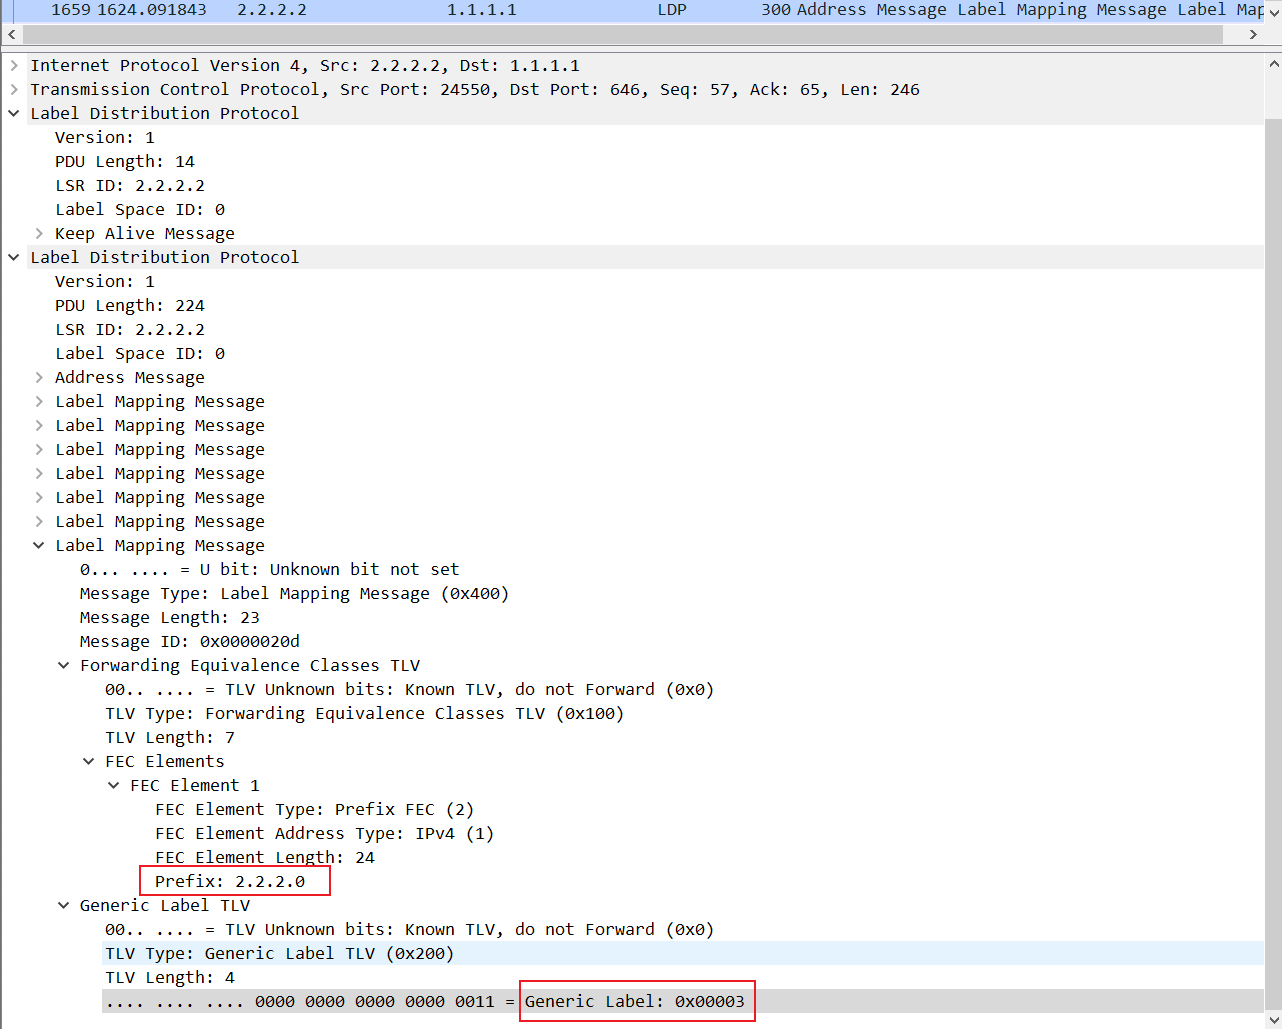 1659 1624.091843 2.2.2.2 1.1.1.1 LDP 300 Address Message Label Mapping Message Label Map
Internet Protocol Version 4, Src: 2.2.2.2, Dst: 1.1.1.1
Transmission Control Protocol, Src Port: 24550, Dst Port: 646, Seq: 57, Ack: 65, Len: 246
Label Distribution Protocol
Version: 1
PDU Length: 14
LSR ID: 2.2.2.2
Label Space ID: 0
Keep Alive Message
Label Distribution Protocol
Version: 1
PDU Length: 224
LSR ID: 2.2.2.2
Label Space ID: 0
Address Message
Label Mapping Message
Label Mapping Message
Label Mapping Message
Label Mapping Message
Label Mapping Message
Label Mapping Message
Label Mapping Message
0... .... = U bit: Unknown bit not set
Message Type: Label Mapping Message (0x400)
Message Length: 23
Message ID: 0x0000020d
Forwarding Equivalence Classes TLV
00.. .... = TLV Unknown bits: Known TLV, do not Forward (0x0)
TLV Type: Forwarding Equivalence Classes TLV (0x100)
TLV Length: 7
FEC Elements
FEC Element 1
FEC Element Type: Prefix FEC (2)
FEC Element Address Type: IPv4 (1)
FEC Element Length: 24
Prefix: 2.2.2.0
Generic Label TLV
00.. .... = TLV Unknown bits: Known TLV, do not Forward (0x0)
TLV Type: Generic Label TLV (0x200)
TLV Length: 4
.... .... .... 0000 0000 0000 0000 0011 = Generic Label: 0x00003